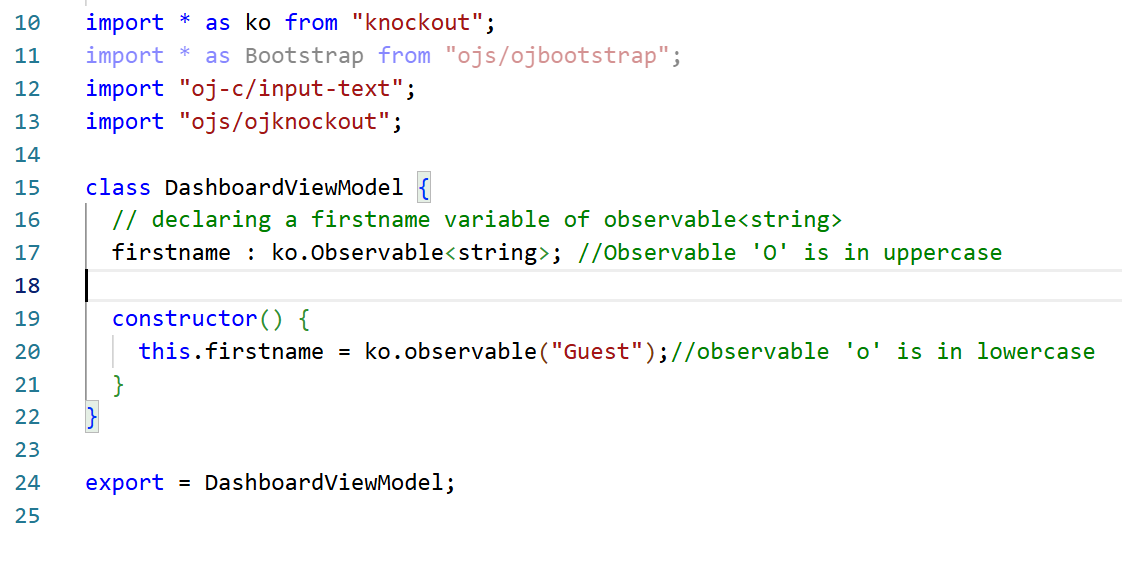 10 import * as ko from "knockout";
11 import * as Bootstrap from "ojs/ojbootstrap";
12 import "oj-c/input-text";
13 import "ojs/ojknockout";
14
15 class DashboardViewModel {
16 // declaring a firstname variable of observable<string>
17 firstname : ko.Observable<string>; //Observable 'O' is in uppercase
18
19 constructor() {
20 this.firstname = ko.observable("Guest");//observable 'o' is in lowercase
21 }
22 }
23
24 export = DashboardViewModel;
25